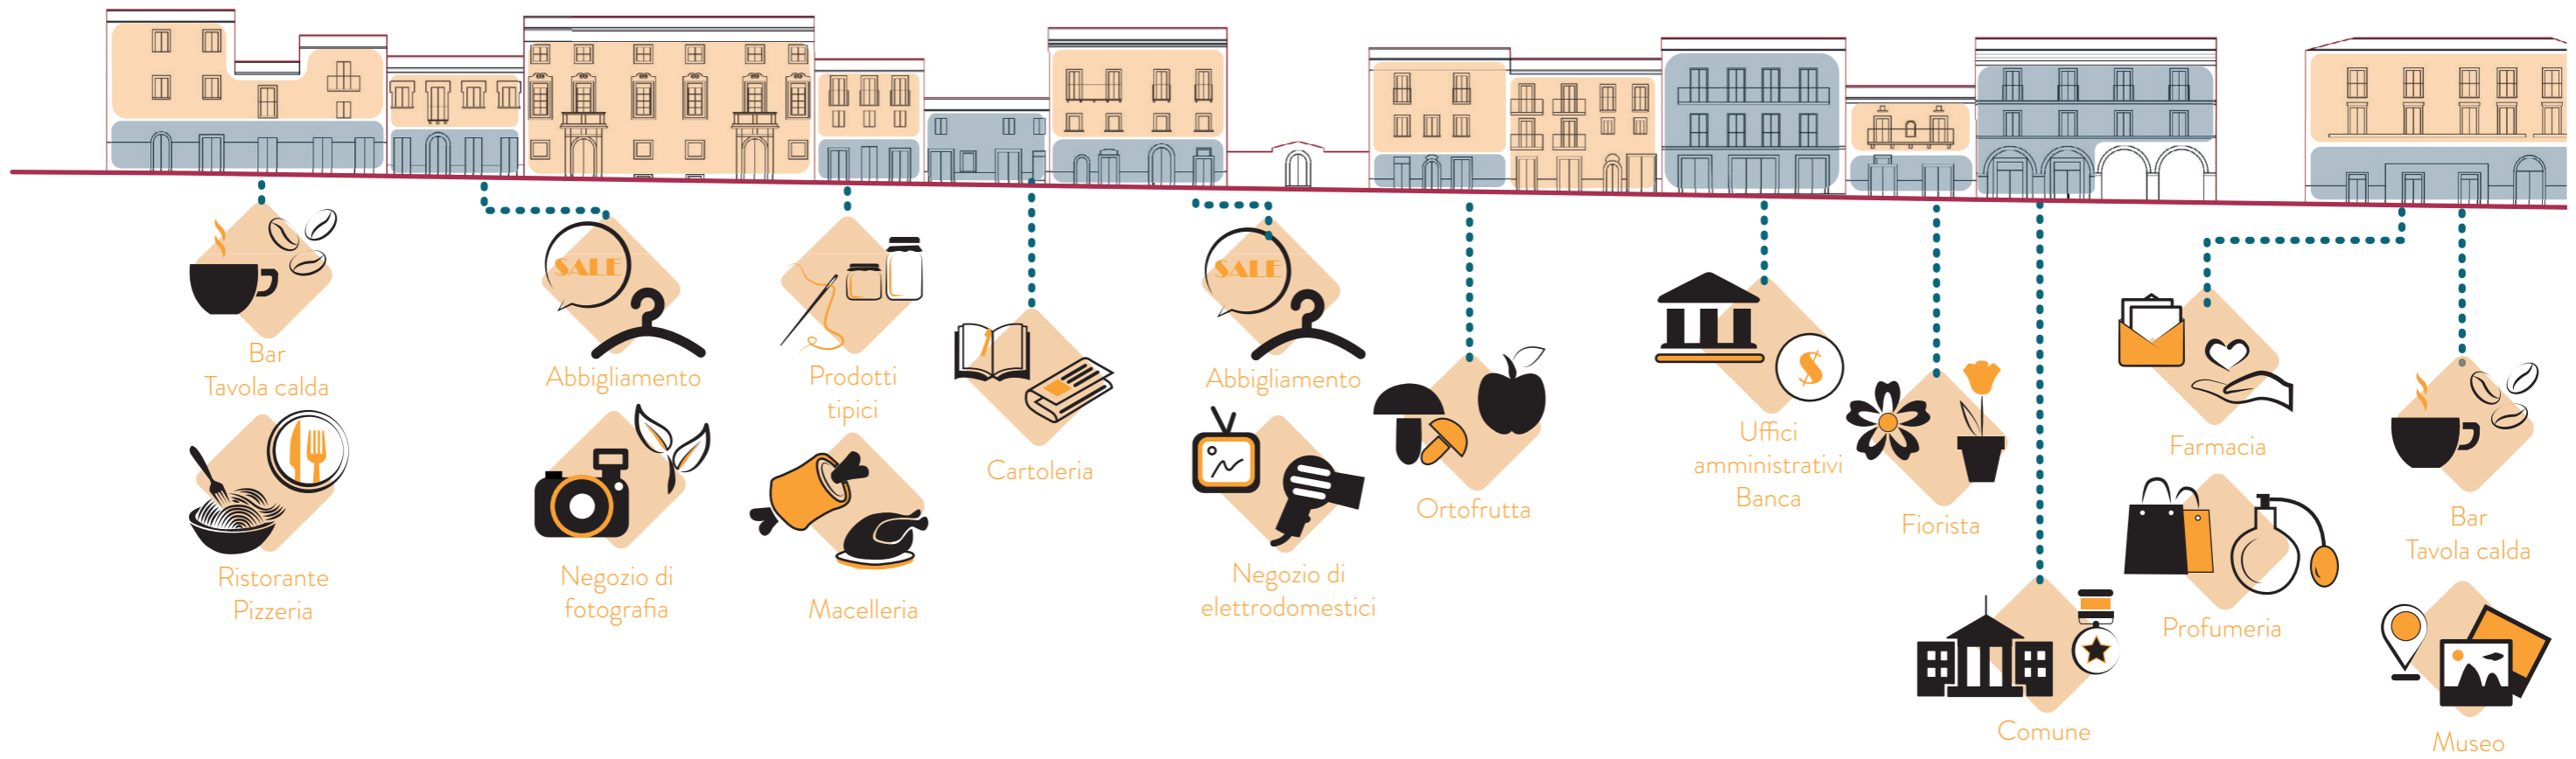 SALE
SALE
$
Bar
Tavola calda
Ristorante
Pizzeria
Abbigliamento
Negozio di
fotografia
Prodotti
tipici
Macelleria
Cartoleria
Abbigliamento
Negozio di
elettrodomestici
Ortofrutta
Uffici
amministrativi
Banca
Fiorista
Comune
Farmacia
Profumeria
Bar
Tavola calda
Museo